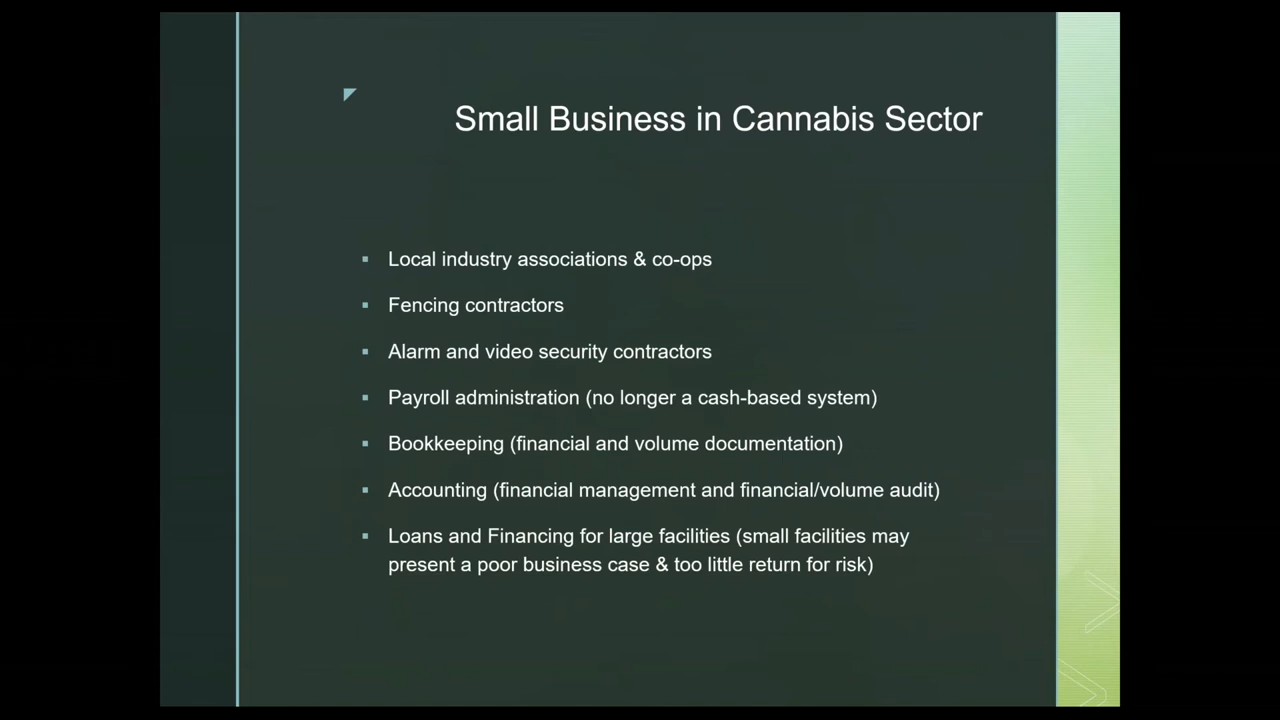 Small Business in Cannabis Sector
Local industry associations & co-ops
Fencing contractors
Alarm and video security contractors
Payroll administration (no longer a cash-based system)
Bookkeeping (financial and volume documentation)
Accounting (financial management and financial/volume audit)
Loans and Financing for large facilities (small facilities may
present a poor business case & too little return for risk)